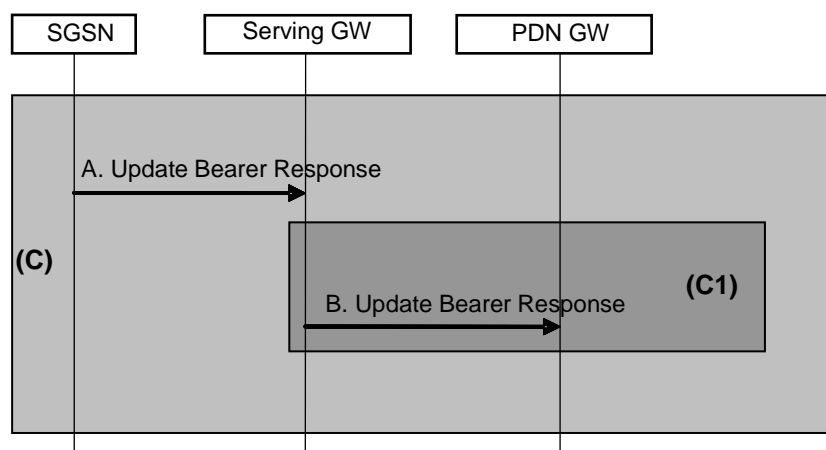 SGSN
Serving GW
PDN GW
A. Update Bearer Response
(C)
(C1)
B. Update Bearer Response